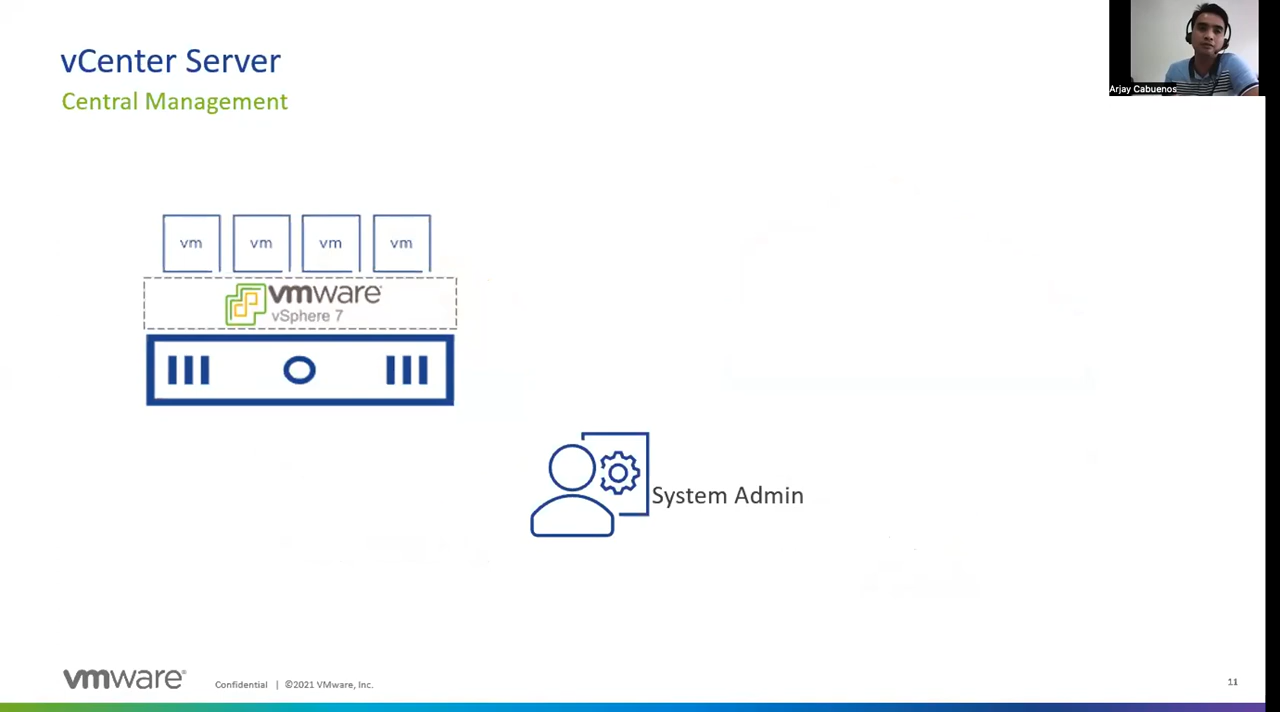 vCenter Server
Central Management
Arjay Cabuenos
vm vm vm vm
vmware
vSphere 7
System Admin
vmware® Confidential | ©2021 VMware, Inc. 11